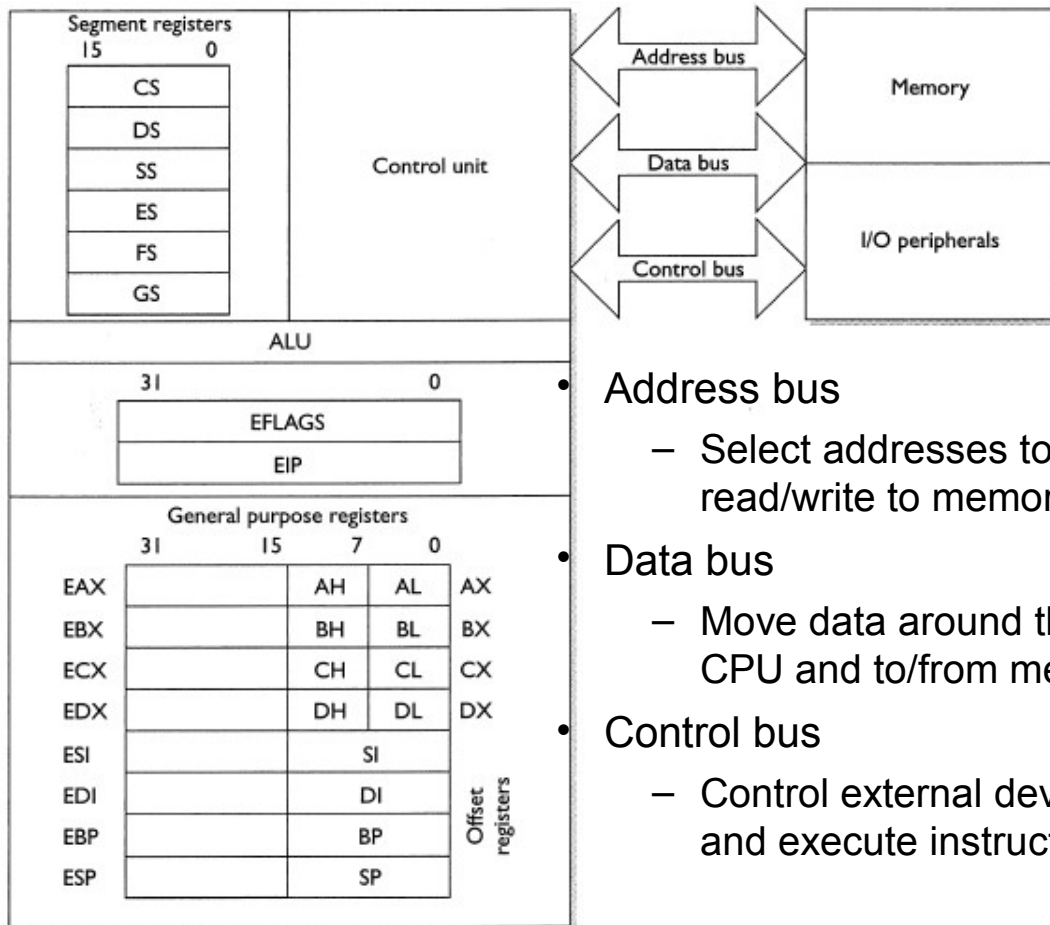 Segment registers
15 0
CS
DS
SS
ES
FS
GS
Control unit
Address bus
Data bus
Control bus
Memory
I/O peripherals
ALU
31 0
EFLAGS
EIP
General purpose registers
31 15 7 0
EAX AH AL AX
EBX BH BL BX
ECX CH CL CX
EDX DH DL DX
ESI SI
EDI DI
EBP BP
ESP SP
Offset
registers
• Address bus
– Select addresses to
read/write to memor
• Data bus
– Move data around t
CPU and to/from me
• Control bus
– Control external dev
and execute instruct